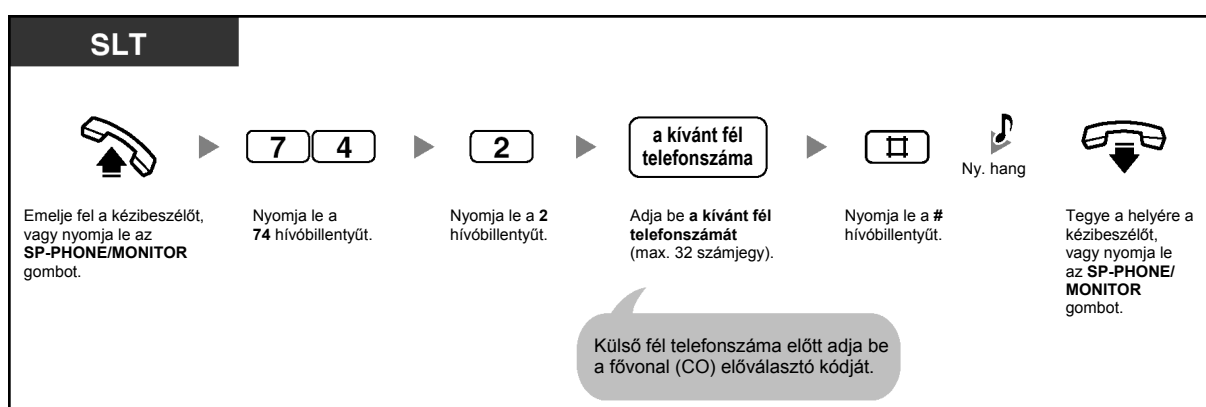 SLT
7 4
2
a kívánt fél
telefonszáma
#
Ny. hang
Emelje fel a kézibeszélőt,
vagy nyomja le az
SP-PHONE/MONITOR
gombot.
Nyomja le a
74 hívóbillentyűt.
Nyomja le a 2
hívóbillentyűt.
Adja be a kívánt fél
telefonszámát
(max. 32 számjegy).
Nyomja le a #
hívóbillentyűt.
Tegye a helyére a
kézibeszélőt,
vagy nyomja le
az SP-PHONE/
MONITOR
gombot.
Külső fél telefonszáma előtt adja be
a fővonal (CO) előválasztó kódját.